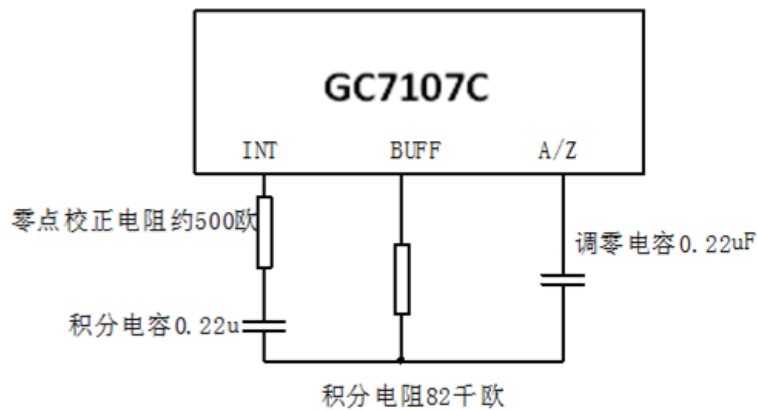 GC7107C
INT BUFF A/Z
零点校正电阻约500欧
调零电容0.22uF
积分电容0.22u
积分电阻82千欧